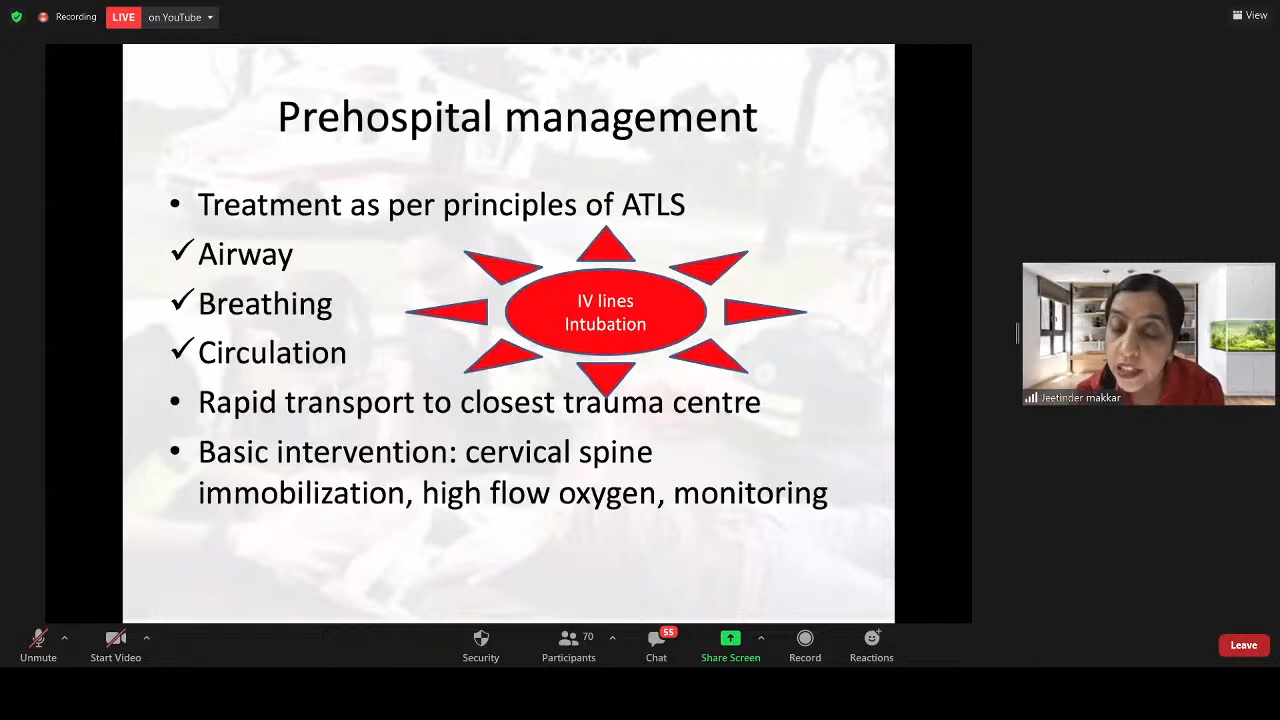 Recording
LIVE on YouTube
View
Prehospital management
• Treatment as per principles of ATLS
✓ Airway
✓ Breathing
✓ Circulation
IV lines
Intubation
• Rapid transport to closest trauma centre
• Basic intervention: cervical spine
immobilization, high flow oxygen, monitoring
Jeetinder makkar
Unmute
Start Video
Security
Participants 70
Chat 55
Share Screen
Record
Reactions
Leave